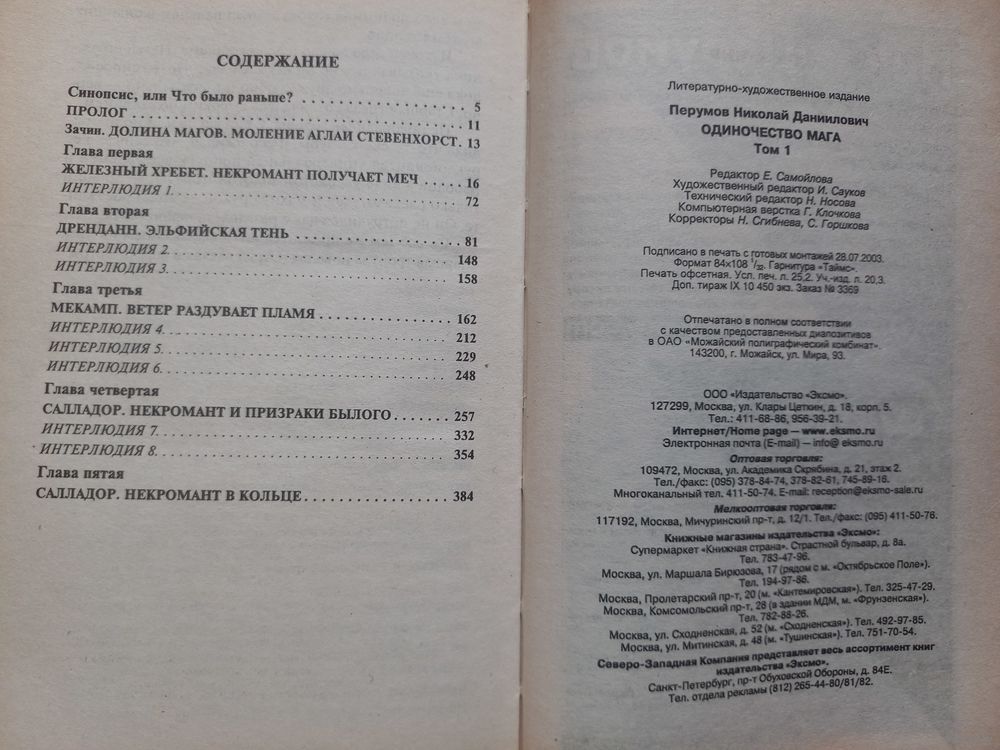 СОДЕРЖАНИЕ
Синопсис, или Что было раньше? . . . . . . . . . . . . . . . . . . . . 5
ПРОЛОГ . . . . . . . . . . . . . . . . . . . . . . . . . . . . . . . . . . . . . . . . . 11
Зачин. ДОЛИНА МАГОВ. МОЛЕНИЕ АГЛАИ СТЕВЕНХОРСТ. 13
Глава первая
ЖЕЛЕЗНЫЙ ХРЕБЕТ. НЕКРОМАНТ ПОЛУЧАЕТ МЕЧ . . . . . 16
ИНТЕРЛЮДИЯ 1. . . . . . . . . . . . . . . . . . . . . . . . . . . . . . . . . . 72
Глава вторая
ДРЕНДАНН. ЭЛЬФИЙСКАЯ ТЕНЬ . . . . . . . . . . . . . . . . . . . . 81
ИНТЕРЛЮДИЯ 2. . . . . . . . . . . . . . . . . . . . . . . . . . . . . . . . . . 148
ИНТЕРЛЮДИЯ 3. . . . . . . . . . . . . . . . . . . . . . . . . . . . . . . . . . 158
Глава третья
МЕКАМП. ВЕТЕР РАЗДУВАЕТ ПЛАМЯ . . . . . . . . . . . . . . . . 162
ИНТЕРЛЮДИЯ 4. . . . . . . . . . . . . . . . . . . . . . . . . . . . . . . . . . 212
ИНТЕРЛЮДИЯ 5. . . . . . . . . . . . . . . . . . . . . . . . . . . . . . . . . . 229
ИНТЕРЛЮДИЯ 6. . . . . . . . . . . . . . . . . . . . . . . . . . . . . . . . . . 248
Глава четвертая
САЛЛАДОР. НЕКРОМАНТ И ПРИЗРАКИ БЫЛОГО . . . . . . . 257
ИНТЕРЛЮДИЯ 7. . . . . . . . . . . . . . . . . . . . . . . . . . . . . . . . . . 332
ИНТЕРЛЮДИЯ 8. . . . . . . . . . . . . . . . . . . . . . . . . . . . . . . . . . 354
Глава пятая
САЛЛАДОР. НЕКРОМАНТ В КОЛЬЦЕ . . . . . . . . . . . . . . . . . 384
Литературно-художественное издание
Перумов Николай Даниилович
ОДИНОЧЕСТВО МАГА
Том 1
Редактор Е. Самойлова
Художественный редактор И. Сауков
Технический редактор Н. Носова
Компьютерная верстка Г. Клочкова
Корректоры Н. Сгибнева, С. Горшкова
Подписано в печать с готовых монтажей 28.07.2003.
Формат 84×108 1/32. Гарнитура «Таймс».
Печать офсетная. Усл. печ. л. 25,2. Уч.-изд. л. 20,3.
Доп. тираж IX 10 450 экз. Заказ № 3369
Отпечатано в полном соответствии
с качеством предоставленных диапозитивов
в ОАО «Можайский полиграфический комбинат».
143200, г. Можайск, ул. Мира, 93.
ООО «Издательство «Эксмо».
127299, Москва, ул. Клары Цеткин, д. 18, корп. 5.
Тел.: 411-68-86, 956-39-21.
Интернет/Home page — www.eksmo.ru
Электронная почта (E-mail) — info@ eksmo.ru
Оптовая торговля:
109472, Москва, ул. Академика Скрябина, д. 21, этаж 2.
Тел./факс: (095) 378-84-74, 378-82-61, 745-89-16.
Многоканальный тел. 411-50-74. E-mail: reception@eksmo-sale.ru
Мелкооптовая торговля:
117192, Москва, Мичуринский пр-т, д. 12/1. Тел./факс: (095) 411-50-76.
Книжные магазины издательства «Эксмо»:
Супермаркет «Книжная страна». Страстной бульвар, д. 8а.
Тел. 783-47-96.
Москва, ул. Маршала Бирюзова, 17 (рядом с м. «Октябрьское Поле»).
Тел. 194-97-86.
Москва, Пролетарский пр-т, 20 (м. «Кантемировская»). Тел. 325-47-29.
Москва, Комсомольский пр-т, 28 (в здании МДМ, м. «Фрунзенская»).
Тел. 782-88-26.
Москва, ул. Сходненская, д. 52 (м. «Сходненская»). Тел. 492-97-85.
Москва, ул. Митинская, д. 48 (м. «Тушинская»). Тел. 751-70-54.
Северо-Западная Компания представляет весь ассортимент книг
издательства «Эксмо».
Санкт-Петербург, пр-т Обуховской Обороны, д. 84Е.
Тел. отдела рекламы (812) 265-44-80/81/82.